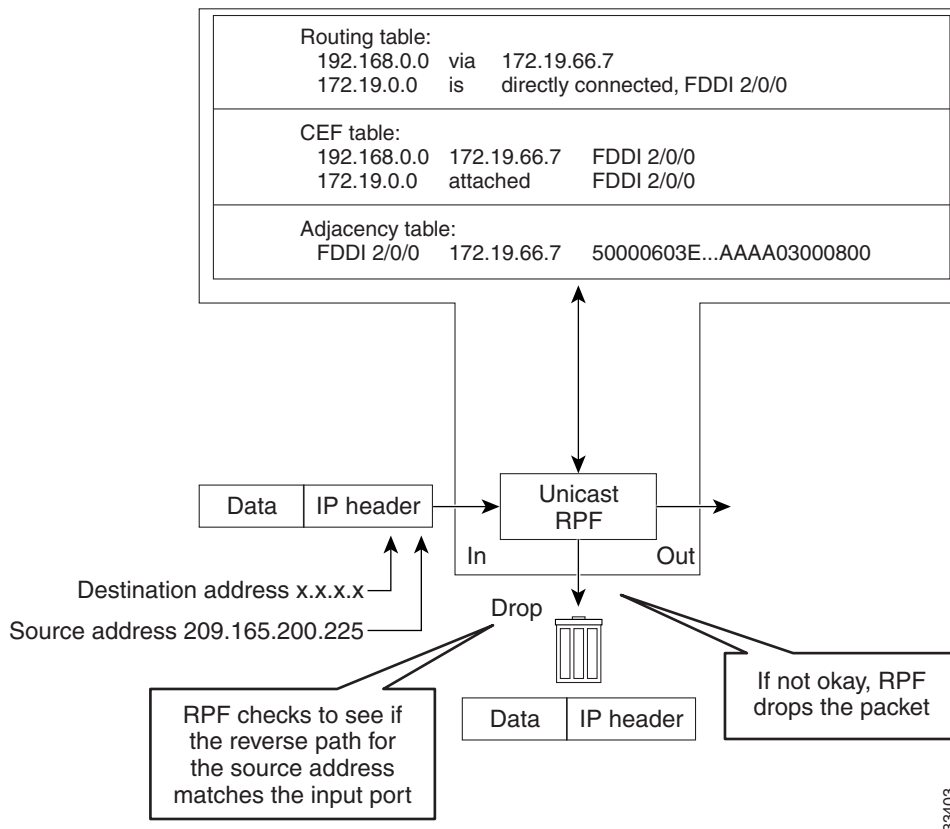 Routing table:
192.168.0.0 via 172.19.66.7
172.19.0.0 is directly connected, FDDI 2/0/0
CEF table:
192.168.0.0 172.19.66.7 FDDI 2/0/0
172.19.0.0 attached FDDI 2/0/0
Adjacency table:
FDDI 2/0/0 172.19.66.7 50000603E...AAAA03000800
Data IP header
Unicast
RPF
In Out
Destination address x.x.x.x
Source address 209.165.200.225
Drop
RPF checks to see if
the reverse path for
the source address
matches the input port
Data IP header
If not okay, RPF
drops the packet
33403